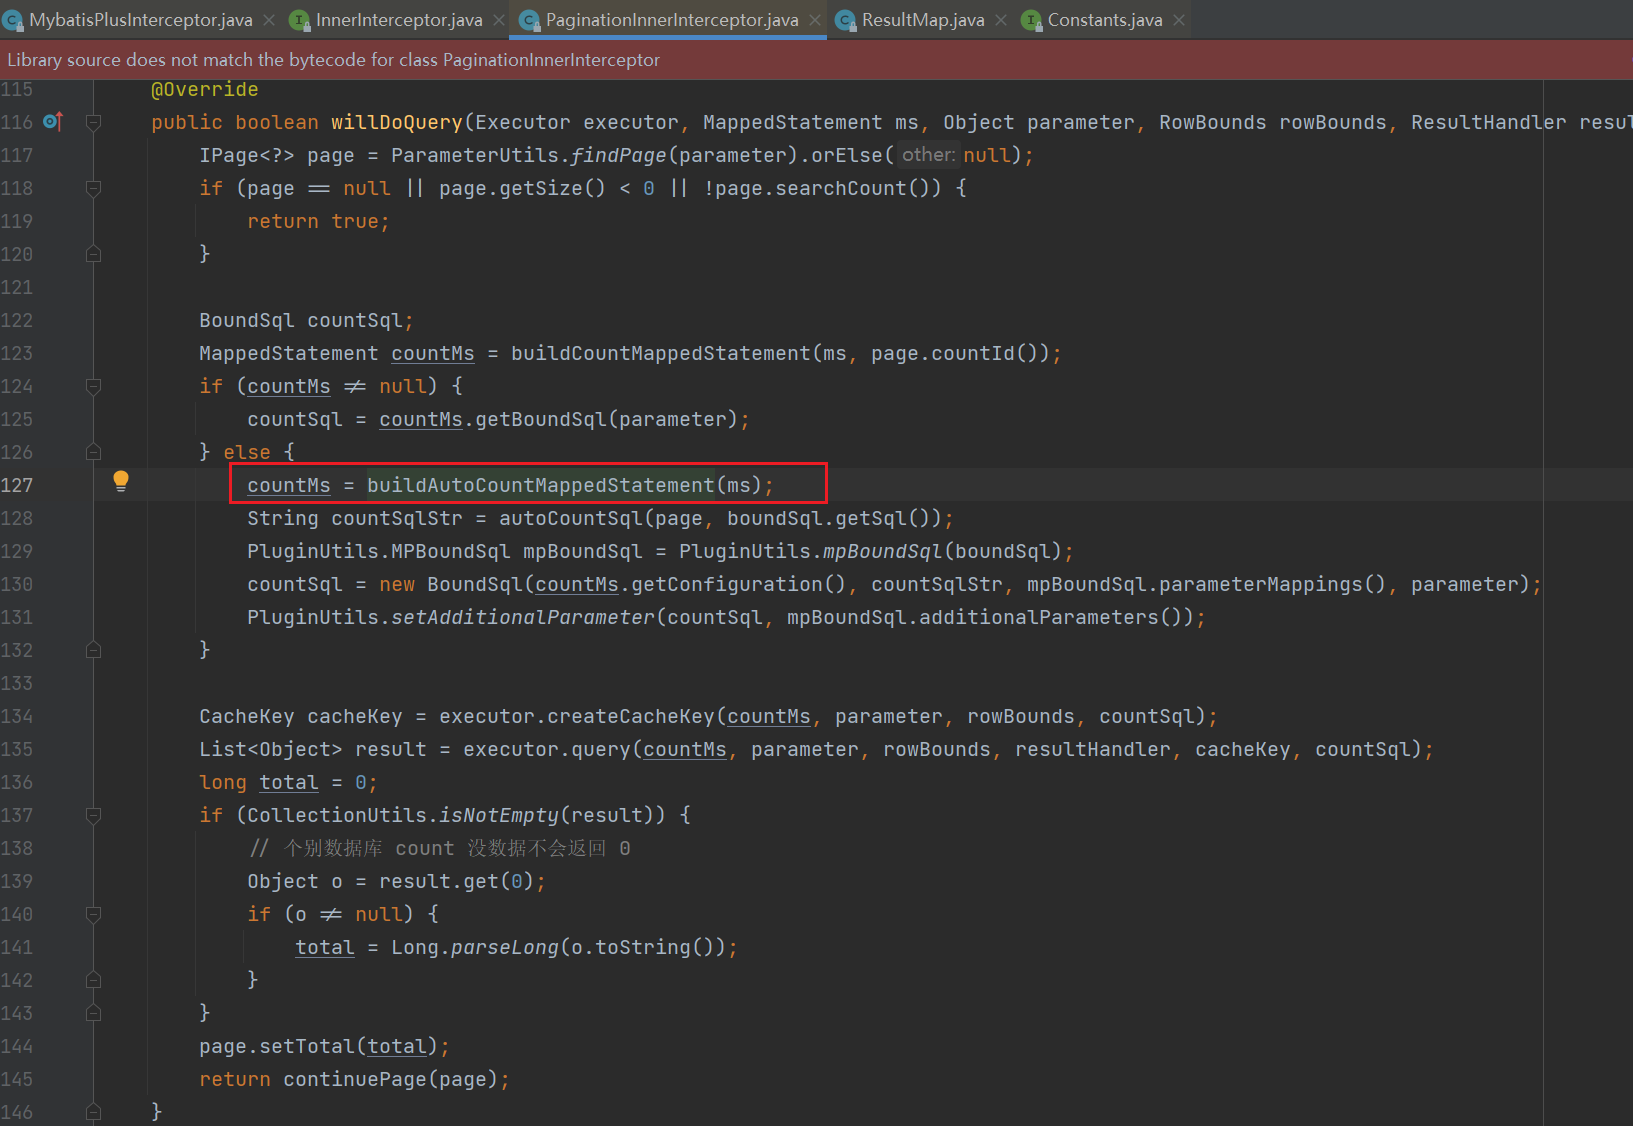 MybatisPlusInterceptor.java InnerInterceptor.java PaginationInnerInterceptor.java ResultMap.java Constants.java
Library source does not match the bytecode for class PaginationInnerInterceptor
115 @Override
116 public boolean willDoQuery(Executor executor, MappedStatement ms, Object parameter, RowBounds rowBounds, ResultHandler resul
117 IPage<?> page = ParameterUtils.findPage(parameter).orElse( other: null);
118 if (page == null || page.getSize() < 0 || !page.searchCount()) {
119 return true;
120 }
121
122 BoundSql countSql;
123 MappedStatement countMs = buildCountMappedStatement(ms, page.countId());
124 if (countMs != null) {
125 countSql = countMs.getBoundSql(parameter);
126 } else {
127 countMs = buildAutoCountMappedStatement(ms);
128 String countSqlStr = autoCountSql(page, boundSql.getSql());
129 PluginUtils.MPBoundSql mpBoundSql = PluginUtils.mpBoundSql(boundSql);
130 countSql = new BoundSql(countMs.getConfiguration(), countSqlStr, mpBoundSql.parameterMappings(), parameter);
131 PluginUtils.setAdditionalParameter(countSql, mpBoundSql.additionalParameters());
132 }
133
134 CacheKey cacheKey = executor.createCacheKey(countMs, parameter, rowBounds, countSql);
135 List<Object> result = executor.query(countMs, parameter, rowBounds, resultHandler, cacheKey, countSql);
136 long total = 0;
137 if (CollectionUtils.isNotEmpty(result)) {
138 // 个别数据库 count 没数据不会返回 0
139 Object o = result.get(0);
140 if (o != null) {
141 total = Long.parseLong(o.toString());
142 }
143 }
144 page.setTotal(total);
145 return continuePage(page);
146 }